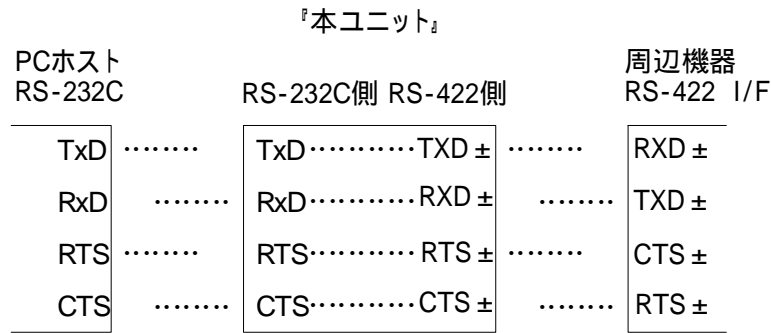 『本ユニット』
PCホスト 周辺機器
RS-232C RS-232C側 RS-422側 RS-422 I/F
TxD ‥‥‥‥ TxD‥‥‥‥‥‥TXD± ‥‥‥‥ RXD±
RxD ‥‥‥‥ RxD‥‥‥‥‥‥RXD± ‥‥‥‥ TXD±
RTS ‥‥‥‥ RTS‥‥‥‥‥‥RTS± ‥‥‥‥ CTS±
CTS ‥‥‥‥ CTS‥‥‥‥‥‥CTS± ‥‥‥‥ RTS±